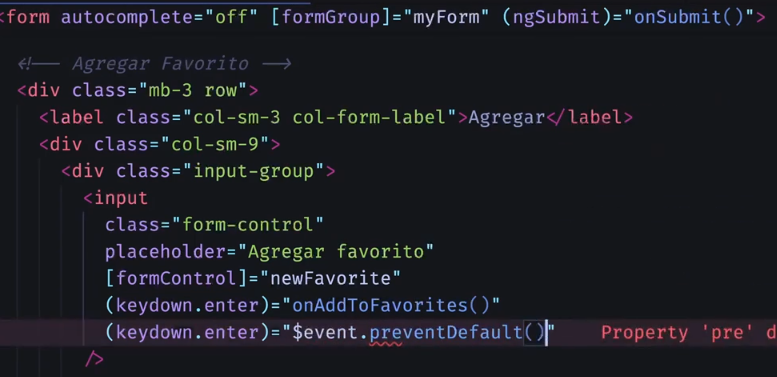 <form autocomplete="off" [formGroup]="myForm" (ngSubmit)="onSubmit()">
<!-- Agregar Favorito -->
<div class="mb-3 row">
<label class="col-sm-3 col-form-label">Agregar</label>
<div class="col-sm-9">
<div class="input-group">
<input
class="form-control"
placeholder="Agregar favorito"
[formControl]="newFavorite"
(keydown.enter)="onAddToFavorites()"
(keydown.enter)="$event.preventDefault()" Property 'pre' d
/>